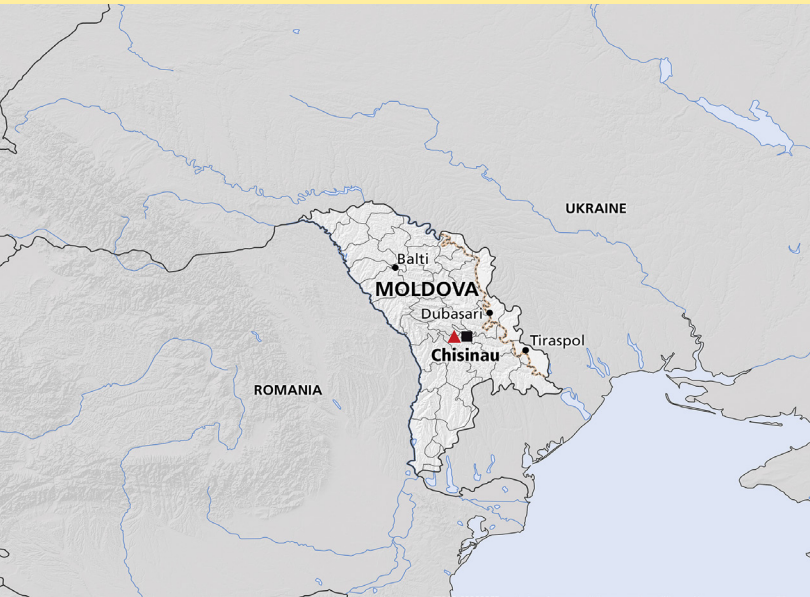 UKRAINE
Balti
MOLDOVA
Dubasari
Tiraspol
Chisinau
ROMANIA